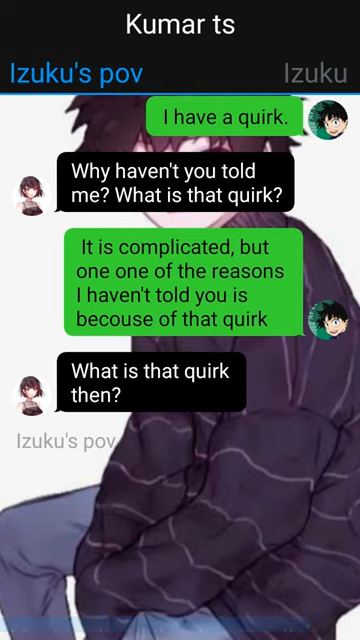 Kumar ts
Izuku's pov
Izuku
I have a quirk.
Why haven't you told
me? What is that quirk?
It is complicated, but
one one of the reasons
I haven't told you is
becouse of that quirk
What is that quirk
then?
Izuku's pov